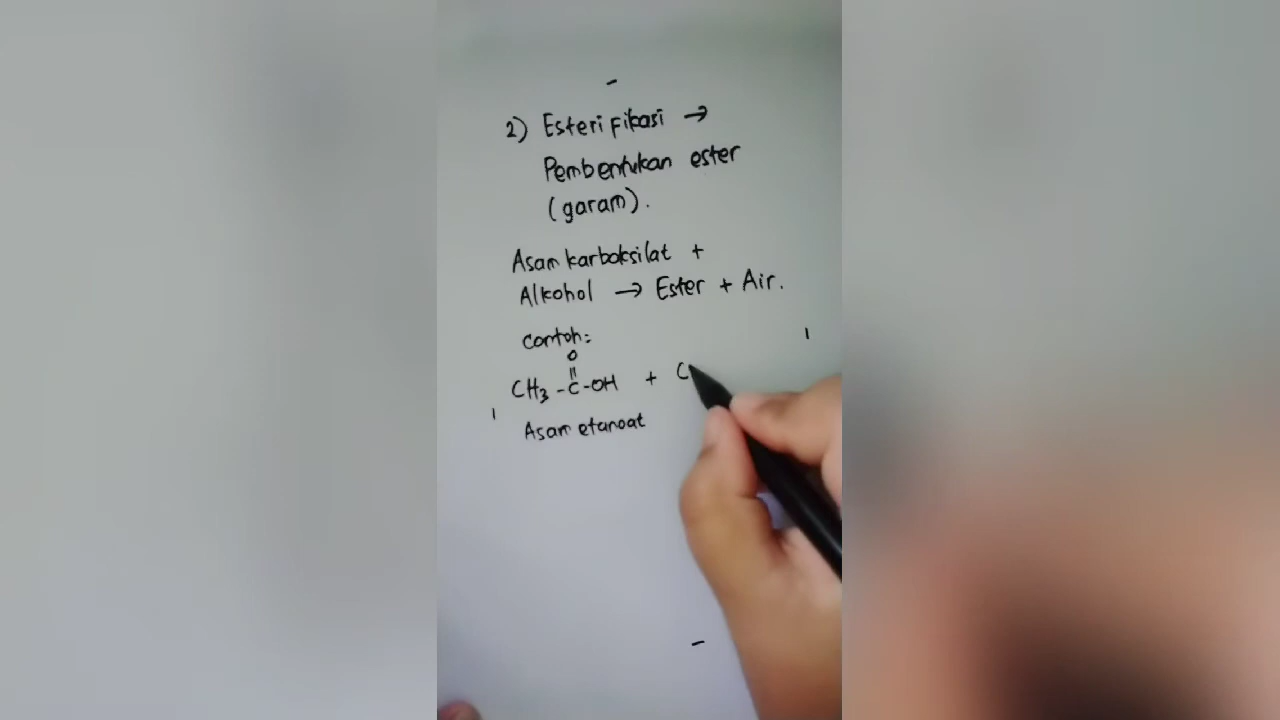 2) Esterifikasi →
Pembentukan ester
(garam).
Asam karboksilat +
Alkohol → Ester + Air.
Contoh:
O
||
CH3 -C-OH + C
Asam etanoat